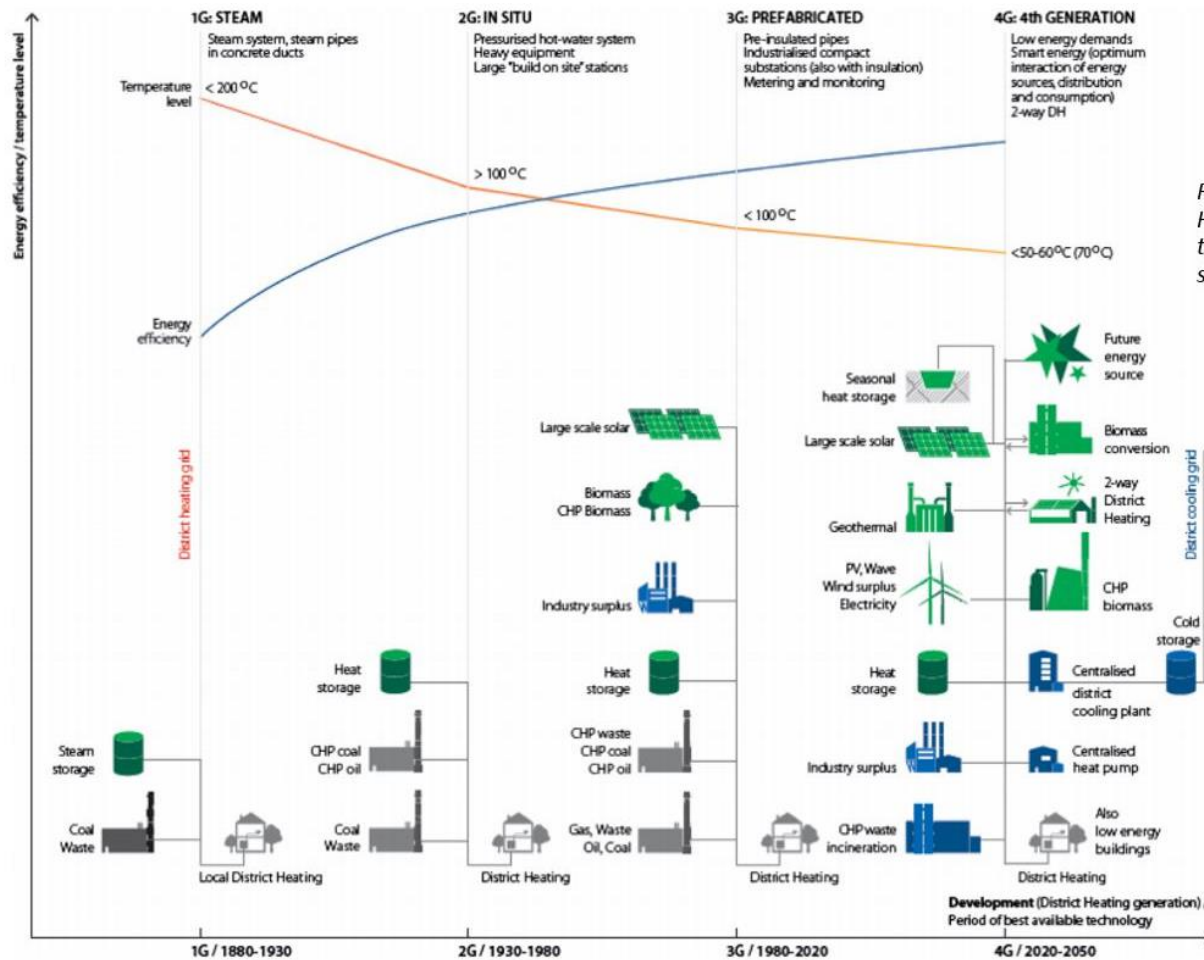 1G: STEAM
Steam system, steam pipes
in concrete ducts
2G: IN SITU
Pressurised hot-water system
Heavy equipment
Large "build on site" stations
3G: PREFABRICATED
Pre-insulated pipes
Industrialised compact
substations (also with insulation)
Metering and monitoring
4G: 4th GENERATION
Low energy demands
Smart energy (optimum
interaction of energy
sources, distribution
and consumption)
2-way DH
Energy efficiency / temperature level
Temperature
level
< 200 °C
> 100 °C
< 100 °C
<50-60°C (70°C)
Energy
efficiency
District heating grid
Steam
storage
Coal
Waste
Local District Heating
Heat
storage
CHP coal
CHP oil
Coal
Waste
District Heating
Large scale solar
Biomass
CHP Biomass
Industry surplus
Heat
storage
CHP waste
CHP coal
CHP oil
Gas, Waste
Oil, Coal
District Heating
Seasonal
heat storage
Large scale solar
Geothermal
PV, Wave
Wind surplus
Electricity
Heat
storage
Industry surplus
CHP waste
incineration
Future
energy
source
Biomass
conversion
2-way
District
Heating
CHP
biomass
Cold
storage
Centralised
district
cooling plant
Centralised
heat pump
Also
low energy
buildings
District Heating
District cooling grid
Development (District Heating generation) /
Period of best available technology
1G / 1880-1930
2G / 1930-1980
3G / 1980-2020
4G / 2020-2050